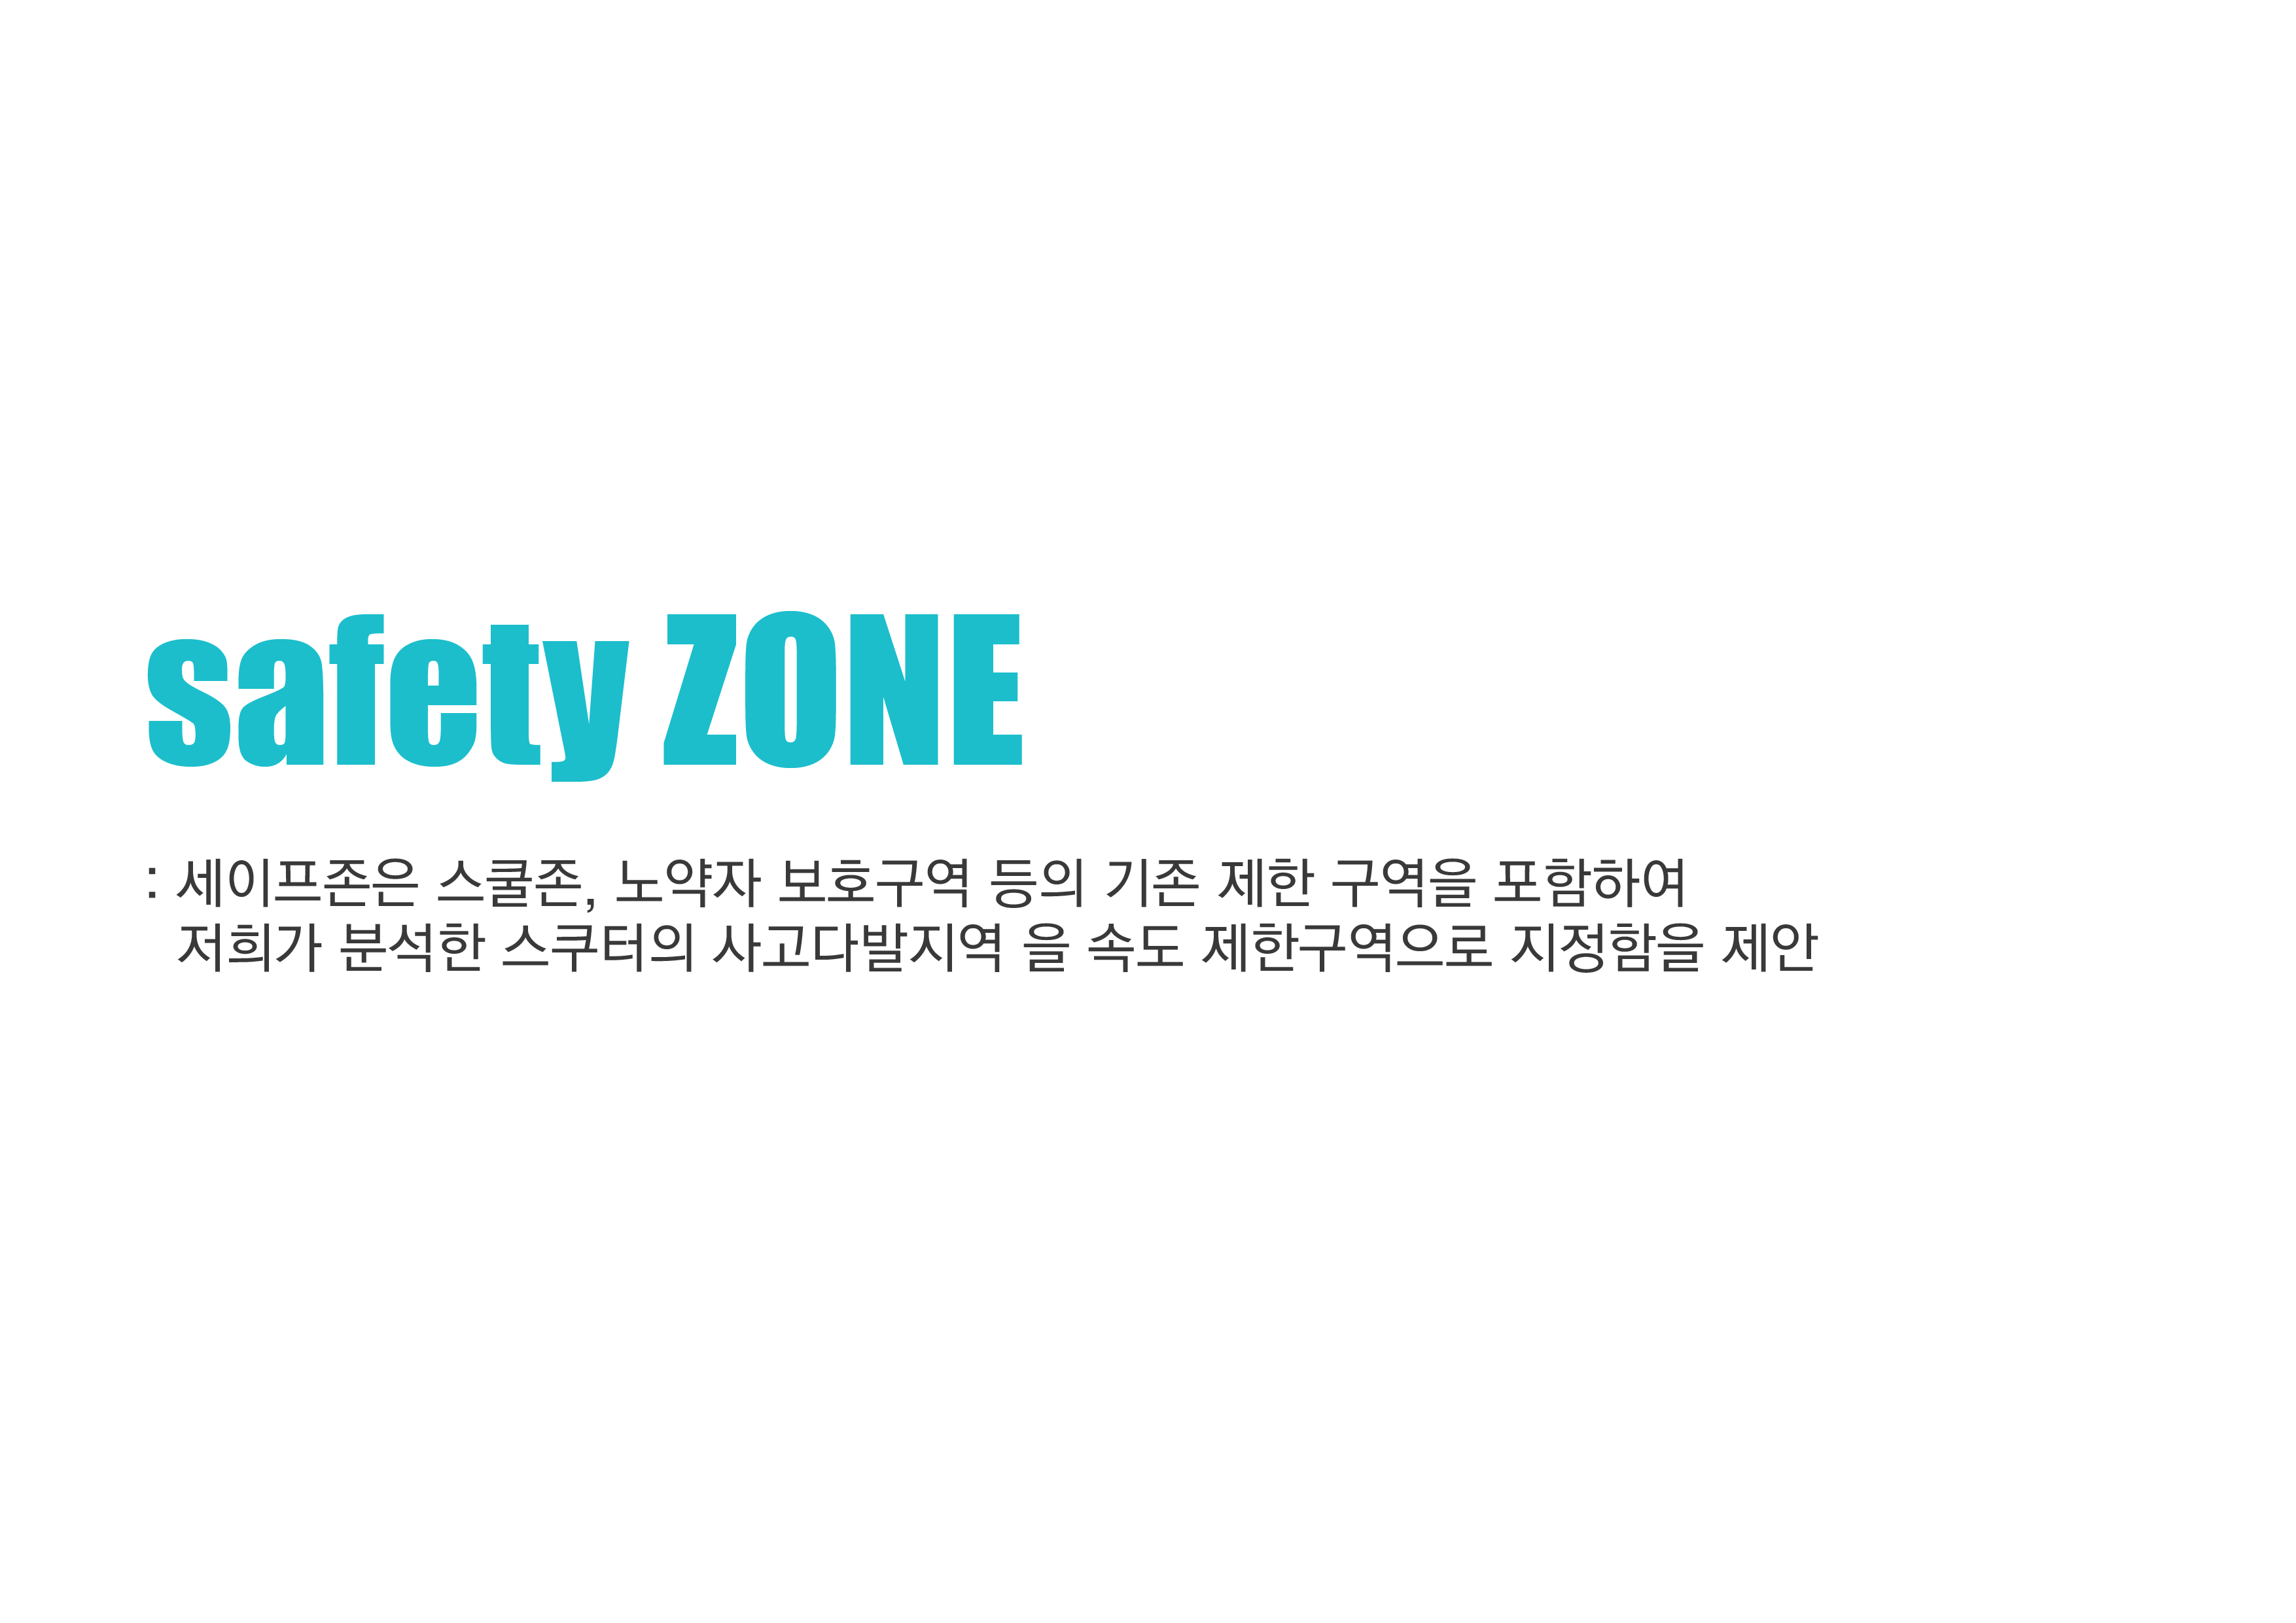 safety ZONE
: 세이프존은 스쿨존, 노약자 보호구역 등의 기존 제한 구역을 포함하여
저희가 분석한 스쿠터의 사고다발지역 을 속도 제한구역으로 지정함을 제안